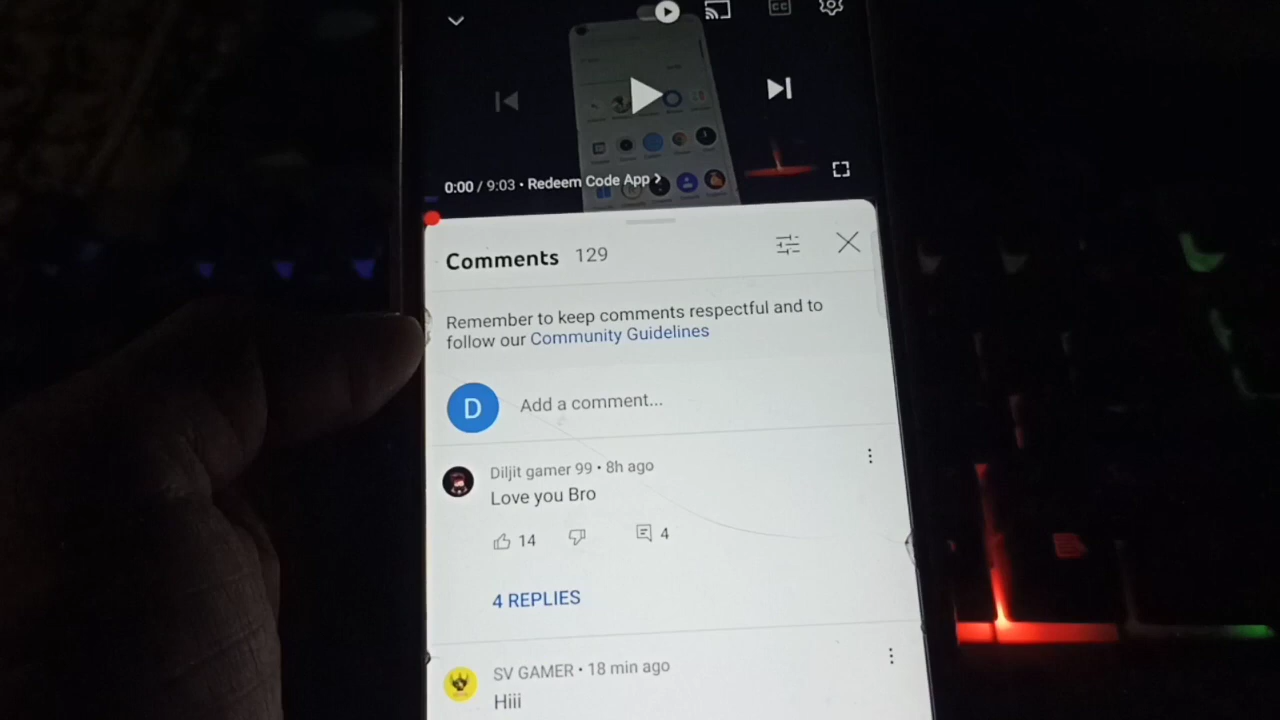 CC
0:00 / 9:03 • Redeem Code App >
Comments 129
Remember to keep comments respectful and to
follow our Community Guidelines
D
Add a comment...
Diljit gamer 99 • 8h ago
Love you Bro
14 4
4 REPLIES
SV GAMER • 18 min ago
Hiii